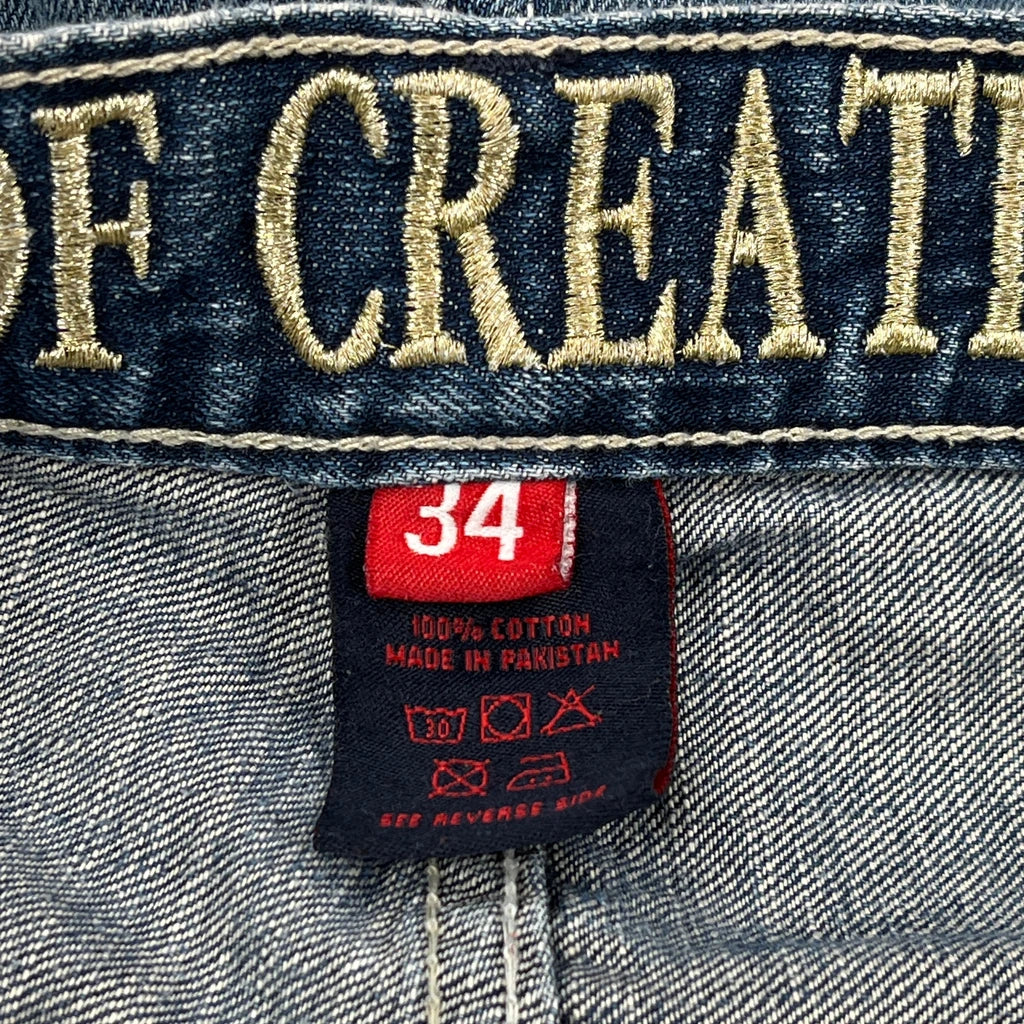 OF CREATI
34
100% COTTON
MADE IN PAKISTAN
30
SEE REVERSE SIDE